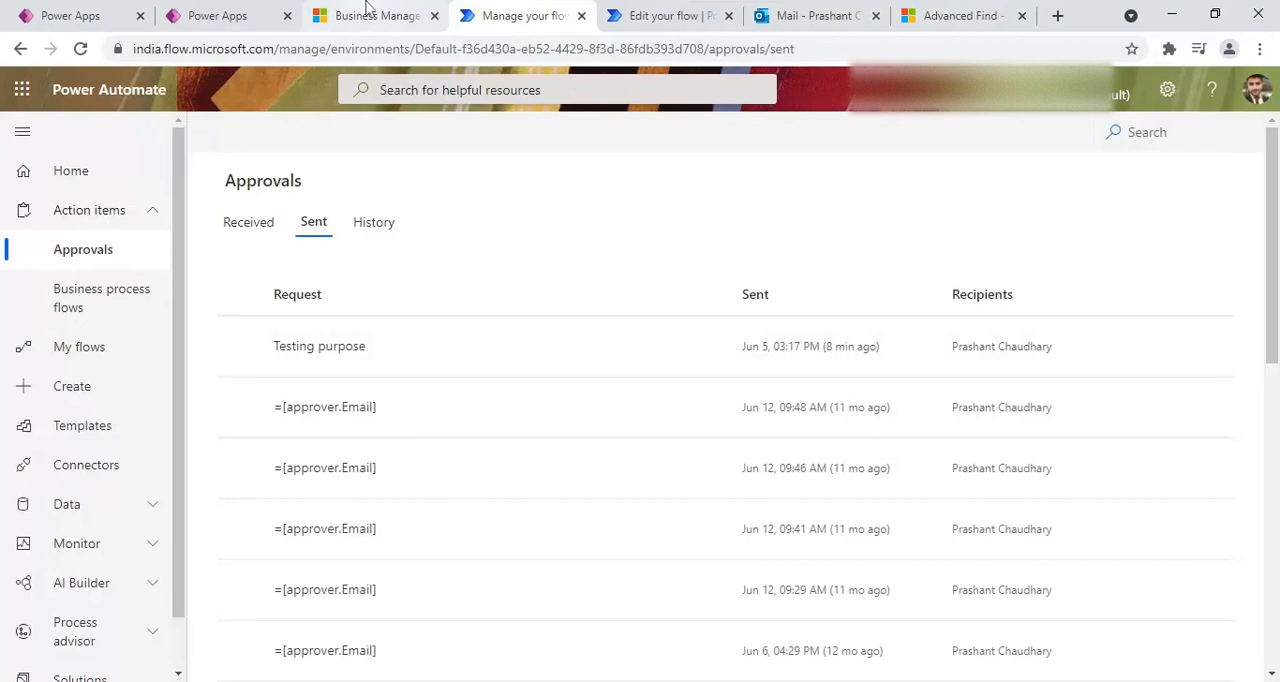 Power Apps
Power Apps
Business Manage
Manage your flo
Edit your flow | Po
Mail - Prashant C
Advanced Find -
india.flow.microsoft.com/manage/environments/Default-f36d430a-eb52-4429-8f3d-86fdb393d708/approvals/sent
Power Automate
Search for helpful resources
ult)
Search
Home
Action items
Approvals
Business process
flows
My flows
Create
Templates
Connectors
Data
Monitor
AI Builder
Process
advisor
Solutions
Approvals
Received Sent History
Request Sent Recipients
Testing purpose Jun 5, 03:17 PM (8 min ago) Prashant Chaudhary
=[approver.Email] Jun 12, 09:48 AM (11 mo ago) Prashant Chaudhary
=[approver.Email] Jun 12, 09:46 AM (11 mo ago) Prashant Chaudhary
=[approver.Email] Jun 12, 09:41 AM (11 mo ago) Prashant Chaudhary
=[approver.Email] Jun 12, 09:29 AM (11 mo ago) Prashant Chaudhary
=[approver.Email] Jun 6, 04:29 PM (12 mo ago) Prashant Chaudhary